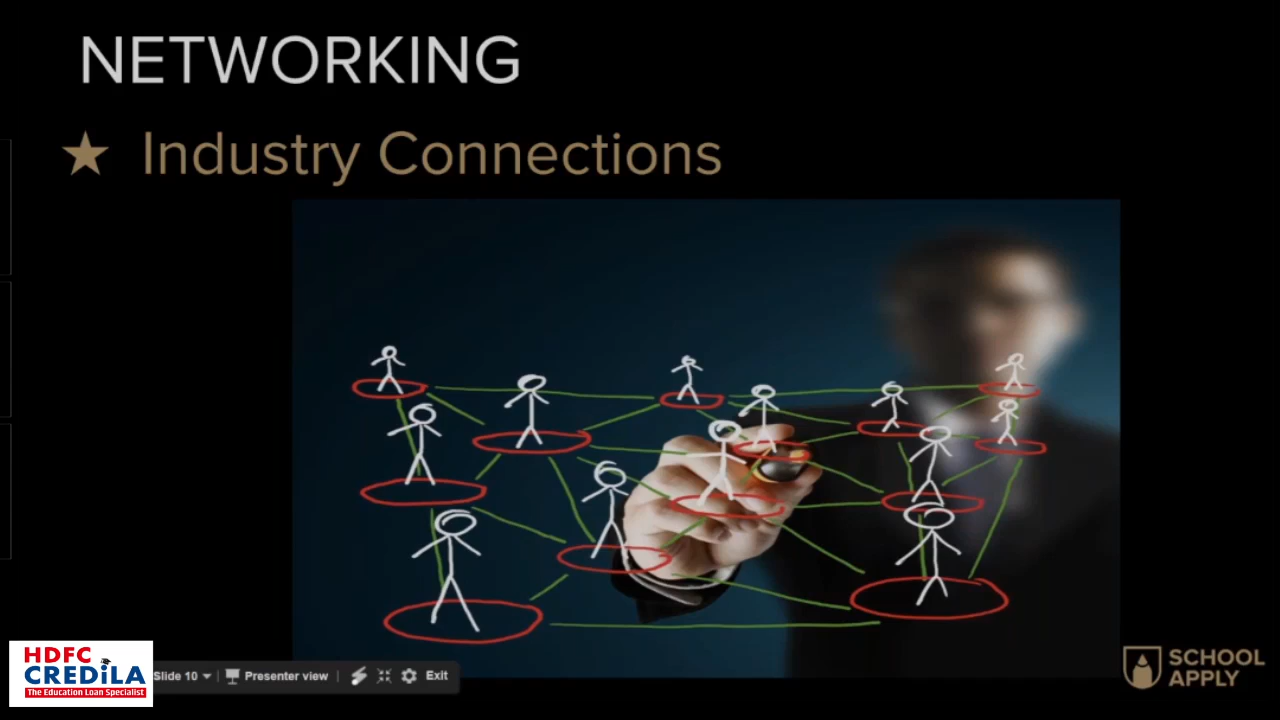 NETWORKING
★ Industry Connections
HDFC
CREDiLA
The Education Loan Specialist
Slide 10
Presenter view
Exit
SCHOOL
APPLY